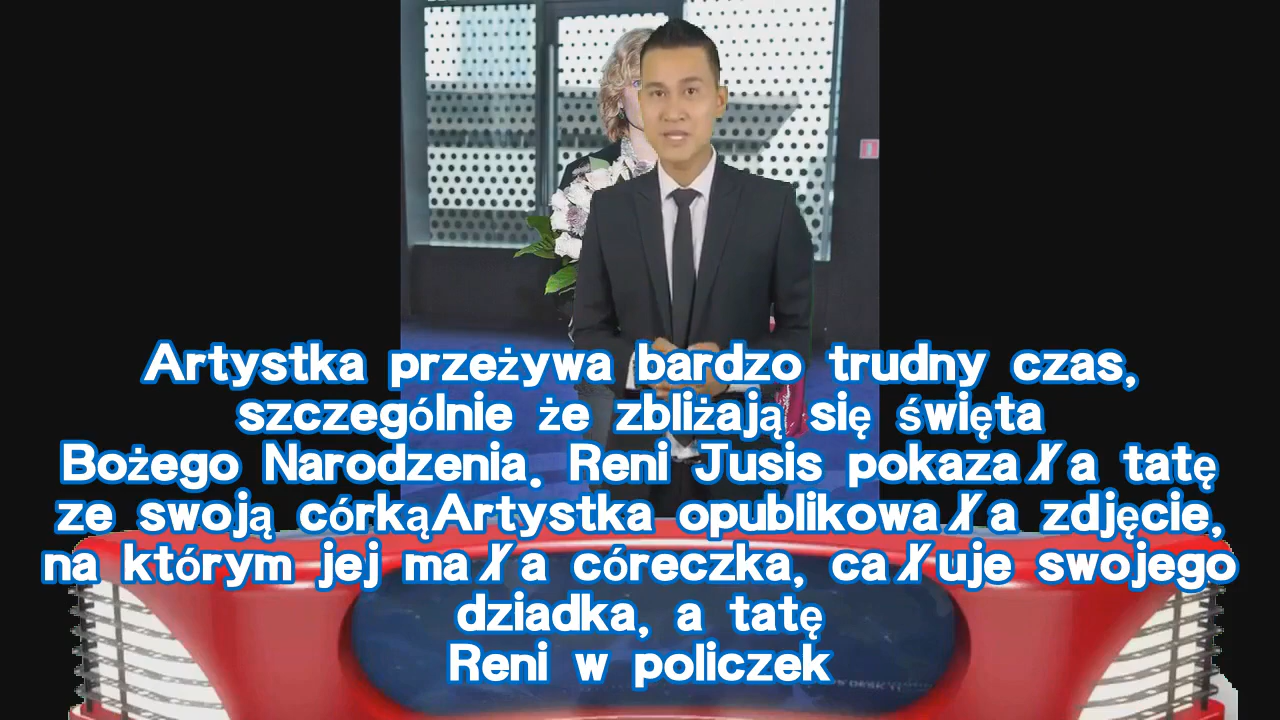 Artystka przeżywa bardzo trudny czas,
szczególnie że zbliżają się święta
Bożego Narodzenia. Reni Jusis pokazała tatę
ze swoją córkąArtystka opublikowała zdjęcie,
na którym jej mała córeczka, całuje swojego
dziadka, a tatę
Reni w policzek